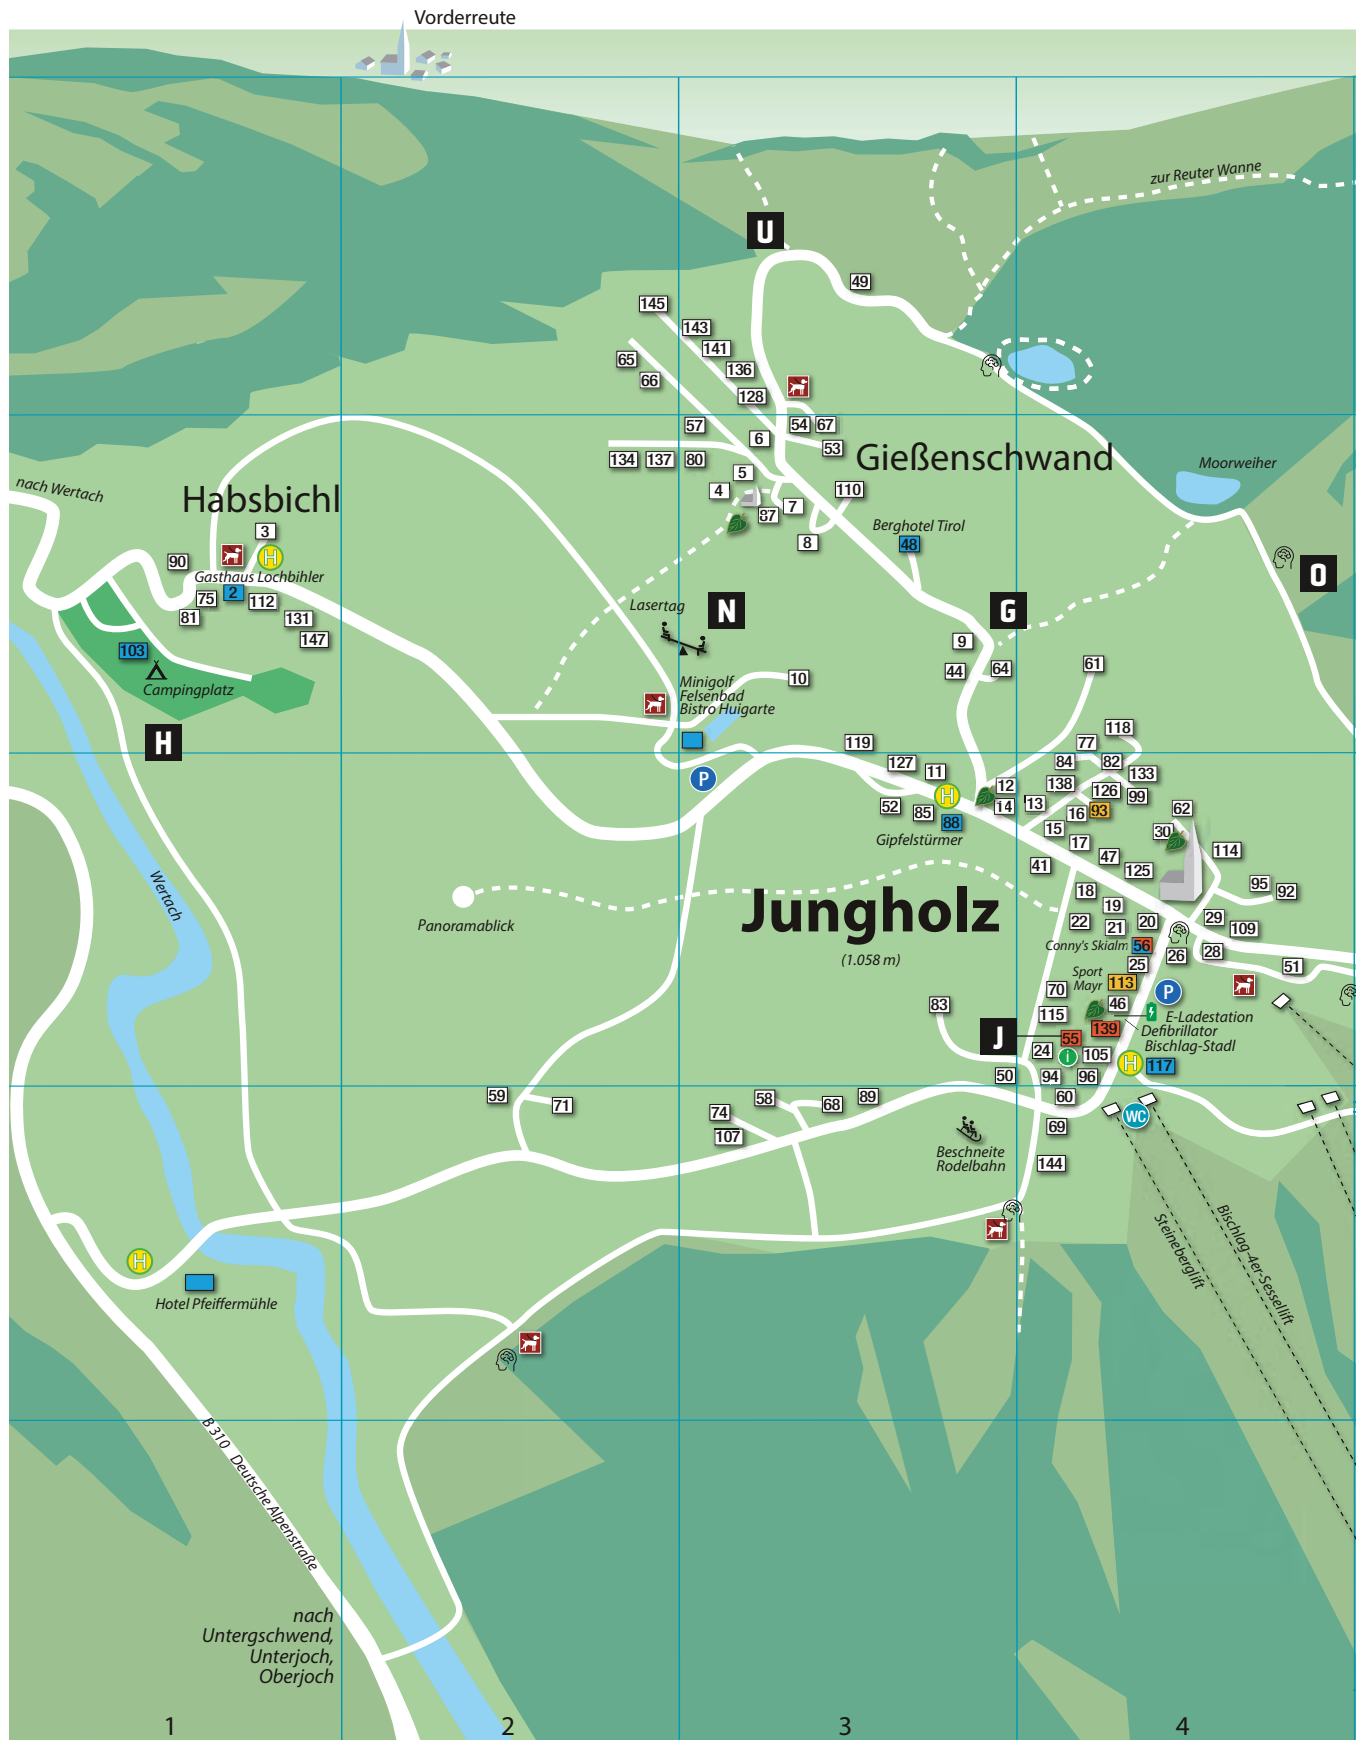 Vorderreute
zur Reuter Wanne
U
49
145
143
141
136
128
65
66
57
6
54
67
53
134
137
80
5
4
87
7
8
110
Gießenschwand
Moorweiher
Berghotel Tirol
48
nach Wertach
Habsbichl
3
H
90
Gasthaus Lochbihler
2
75
112
81
131
147
103
Campingplatz
H
Lasertag
N
G
O
9
44
64
61
10
Minigolf
Felsenbad
Bistro Huigarte
P
119
127
11
H
52
85
88
Gipfelstürmer
12
14
13
118
77
84
82
133
138
126
99
16
93
15
17
62
30
114
47
41
125
95
92
18
19
22
21
20
29
109
Conny's Skialm
56
26
28
25
51
Sport
Mayr
113
P
70
46
115
E-Ladestation
139
Defibrillator
Bischlag-Stadl
J
55
24
i
105
H
117
83
50
94
96
60
WC
69
144
Wertach
Panoramablick
Jungholz
(1.058 m)
59
71
74
58
68
89
107
Beschneite
Rodelbahn
Steineberglift
Bischlag-4er-Sessellift
H
Hotel Pfeiffermühle
B 310 Deutsche Alpenstraße
nach
Untergschwend,
Unterjoch,
Oberjoch
1
2
3
4